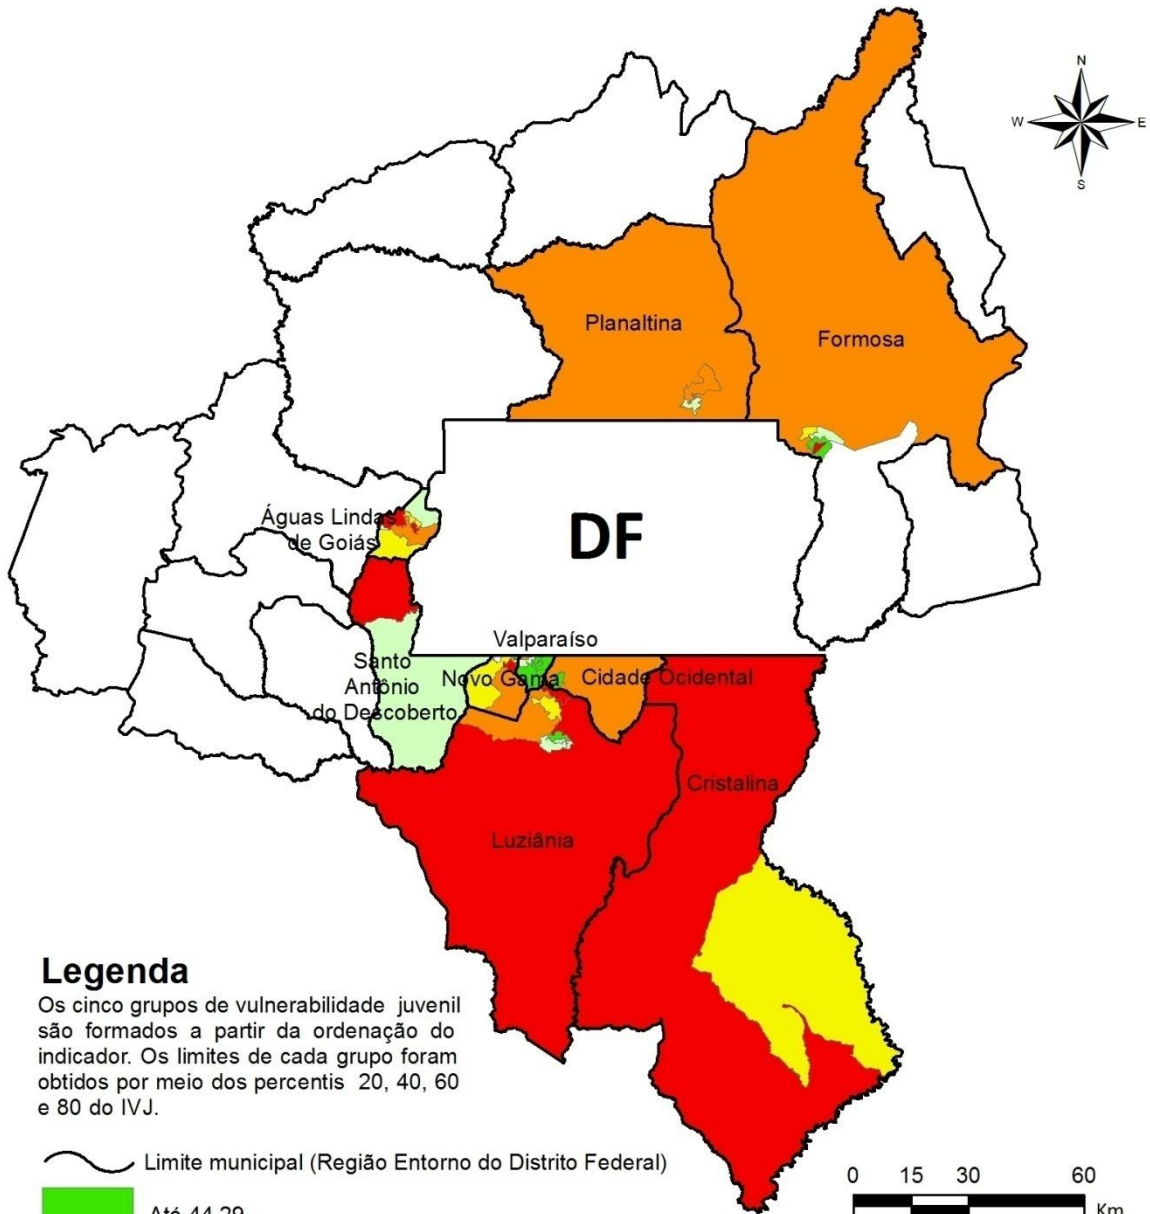 N
W
E
S
Planaltina
Formosa
Águas Lindas
de Goiás
DF
Valparaíso
Santo
Antônio
do Descoberto
Novo Gama
Cidade Ocidental
Cristalina
Luziânia
Legenda
Os cinco grupos de vulnerabilidade juvenil
são formados a partir da ordenação do
indicador. Os limites de cada grupo foram
obtidos por meio dos percentis 20, 40, 60
e 80 do IVJ.
Limite municipal (Região Entorno do Distrito Federal)
Até 44,29
0 15 30 60
Km